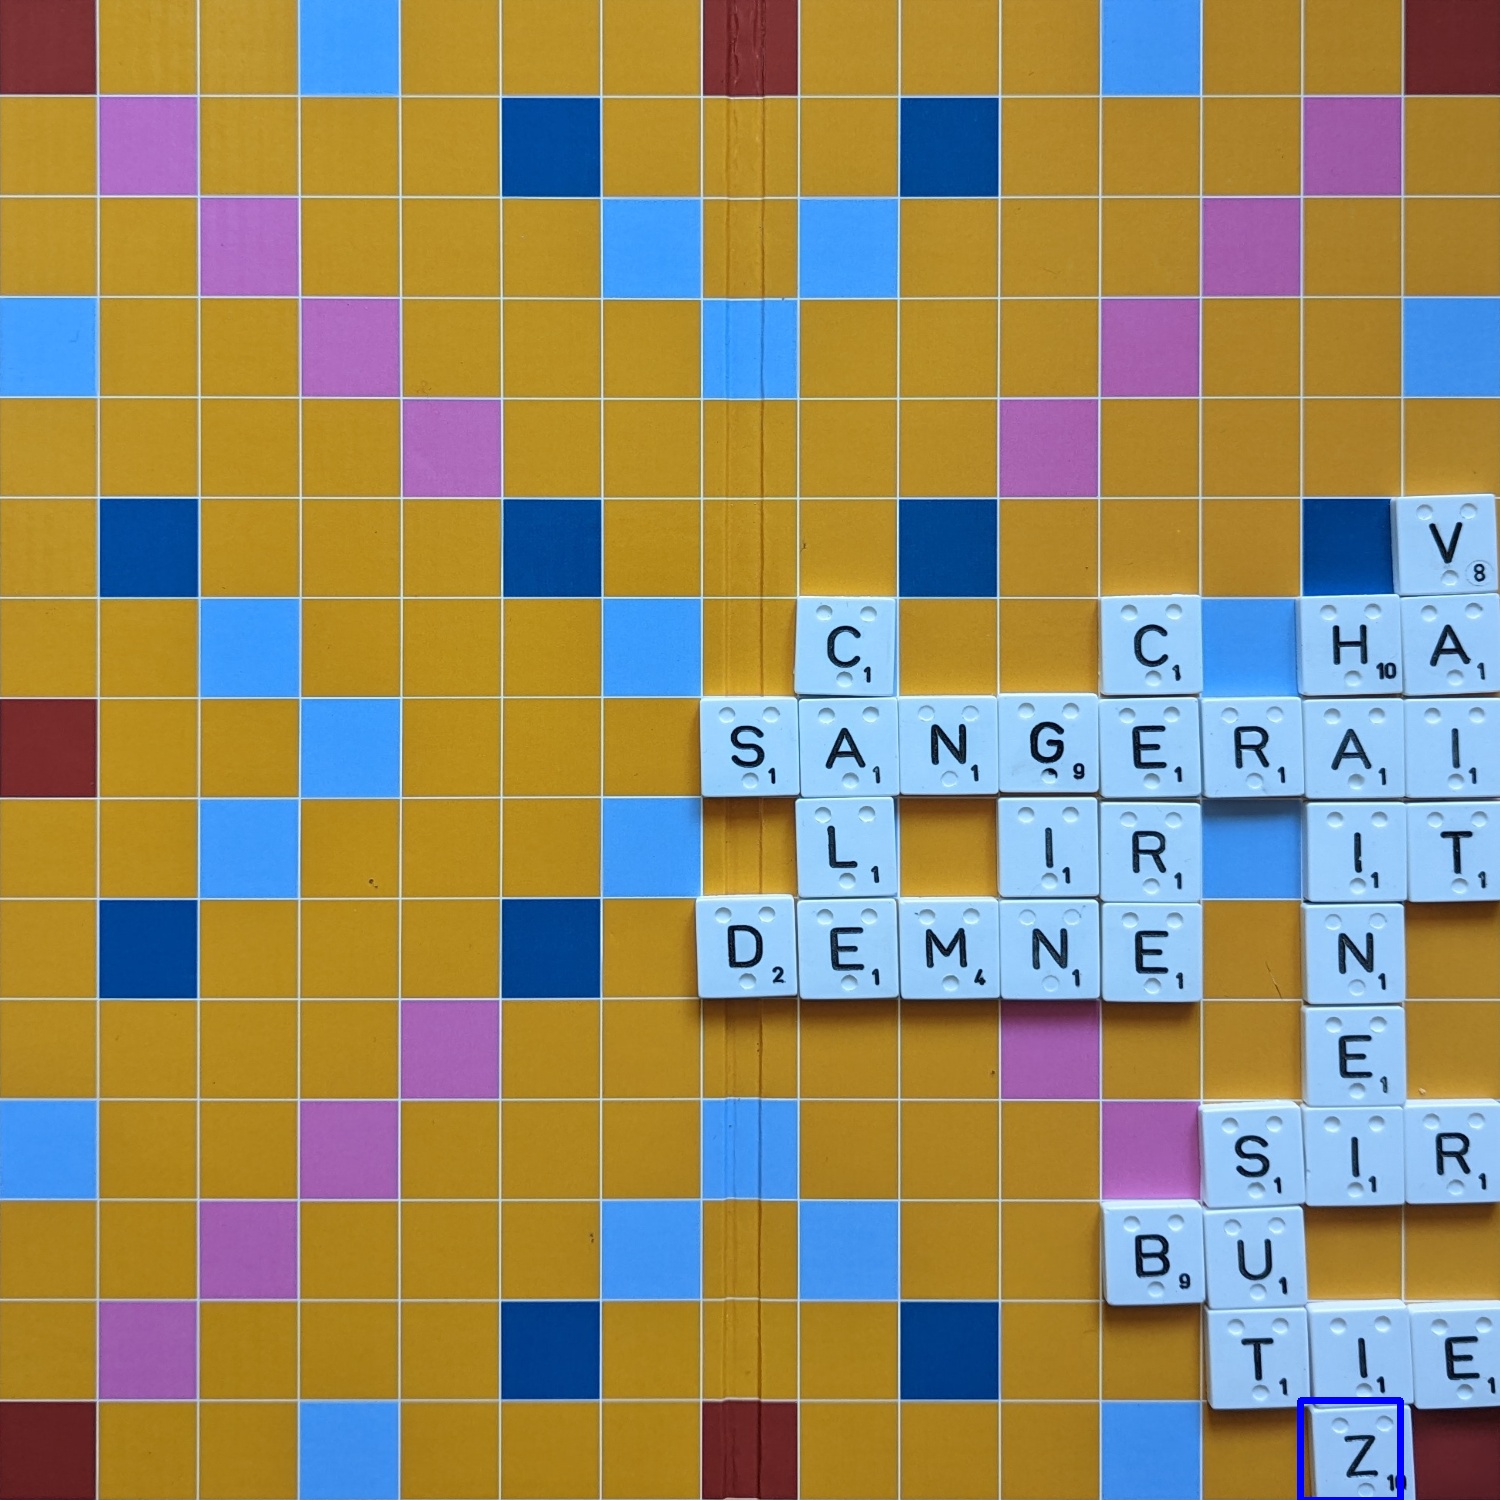 V 8
C 1 C 1 H 10 A 1
S 1 A 1 N 1 G 9 E 1 R 1 A 1 I 1
L 1 I 1 R 1 I 1 T 1
D 2 E 1 M 4 N 1 E 1 N 1
E 1
S 1 I 1 R 1
B 9 U 1
T 1 I 1 E 1
Z 10